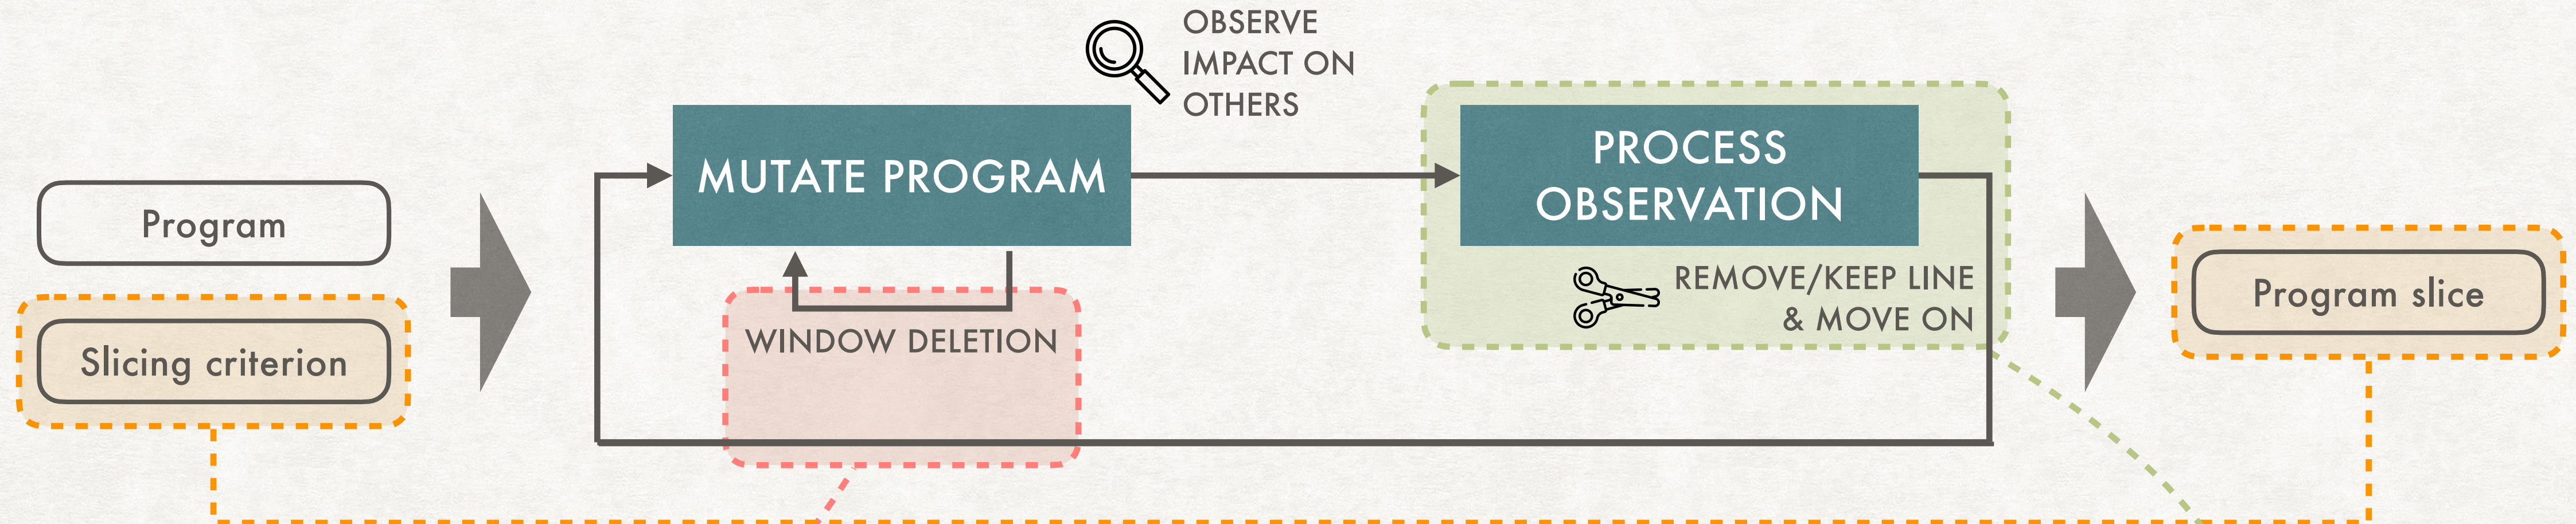 OBSERVE
IMPACT ON
OTHERS
MUTATE PROGRAM
PROCESS
OBSERVATION
Program
Slicing criterion
WINDOW DELETION
REMOVE/KEEP LINE
& MOVE ON
Program slice